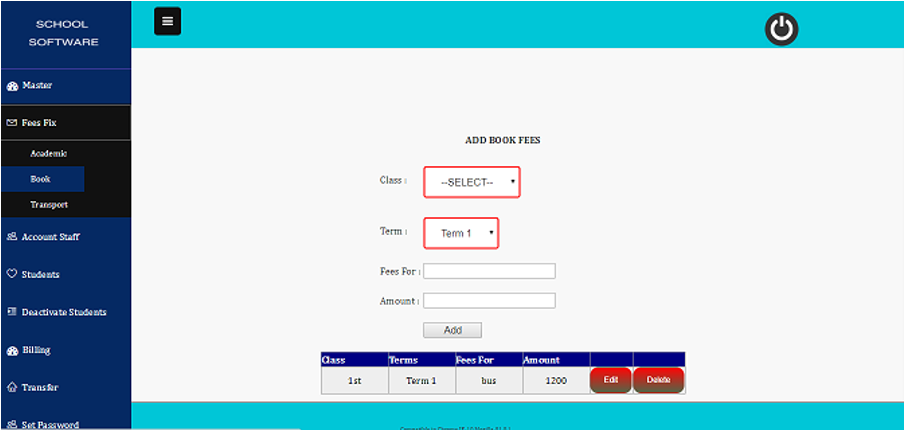 SCHOOL
SOFTWARE
Master
Fees Fix
Academic
Book
Transport
Account Staff
Students
Deactivate Students
Billing
Transfer
Set Password
ADD BOOK FEES
Class : --SELECT--
Term : Term 1
Fees For :
Amount :
Add
Class Terms Fees For Amount
1st Term 1 bus 1200 Edit Delete